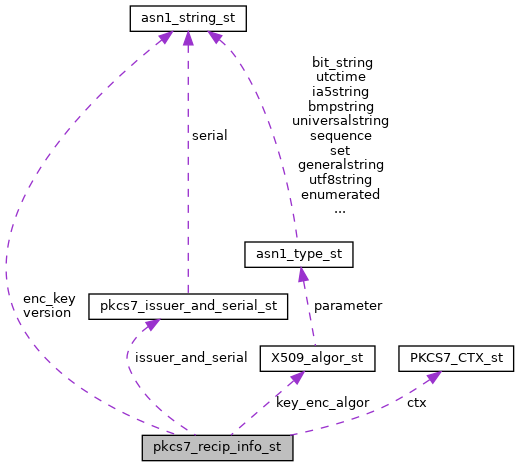 asn1_string_st
bit_string
utctime
ia5string
bmpstring
universalstring
sequence
set
generalstring
utf8string
enumerated
...
serial
asn1_type_st
enc_key
version
pkcs7_issuer_and_serial_st
parameter
issuer_and_serial
X509_algor_st
PKCS7_CTX_st
key_enc_algor
ctx
pkcs7_recip_info_st